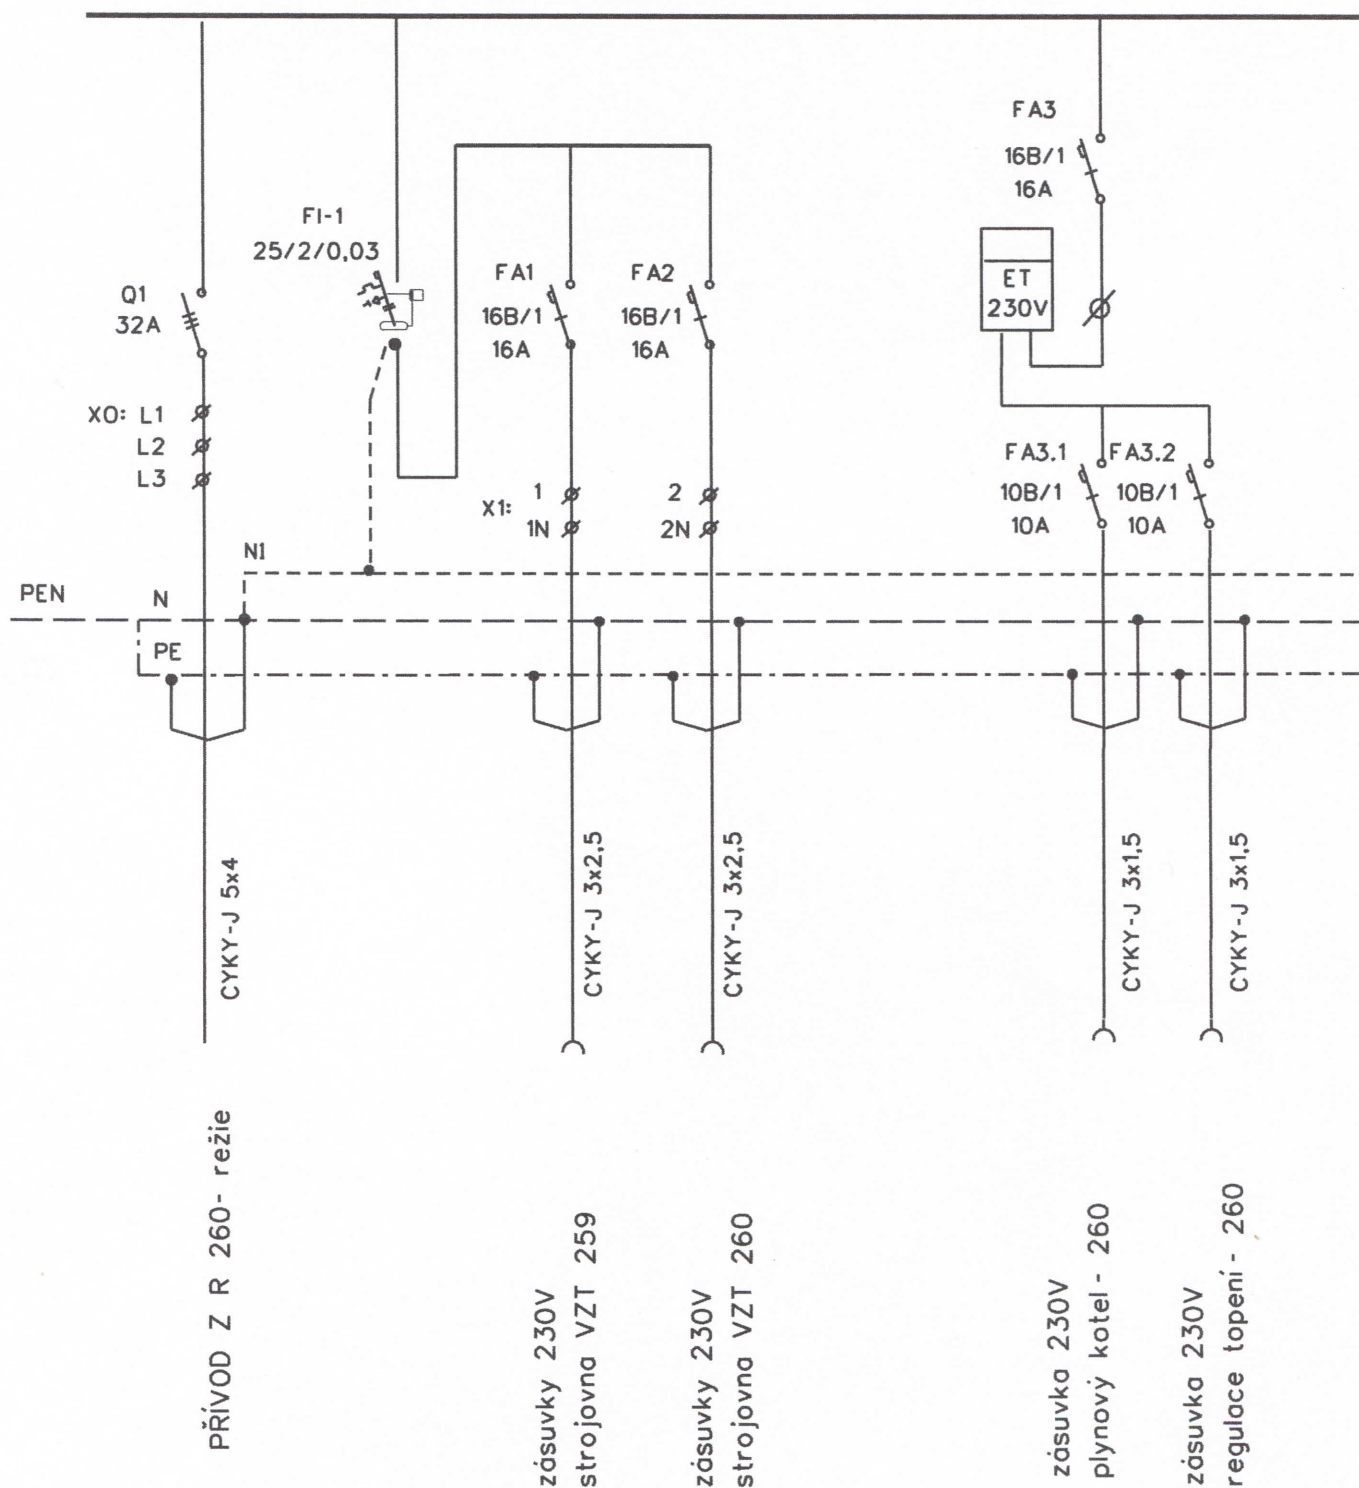 FA3
16B/1
16A
FI-1
25/2/0,03
Q1
32A
FA1
16B/1
16A
FA2
16B/1
16A
ET
230V
X0: L1
L2
L3
X1:
1
1N
2
2N
FA3.1
10B/1
10A
FA3.2
10B/1
10A
N1
PEN
N
PE
CYKY-J 5x4
CYKY-J 3x2,5
CYKY-J 3x2,5
CYKY-J 3x1,5
CYKY-J 3x1,5
PŘÍVOD Z R 260- režie
zásuvky 230V
strojovna VZT 259
zásuvky 230V
strojovna VZT 260
zásuvka 230V
plynový kotel - 260
zásuvka 230V
regulace topení - 260